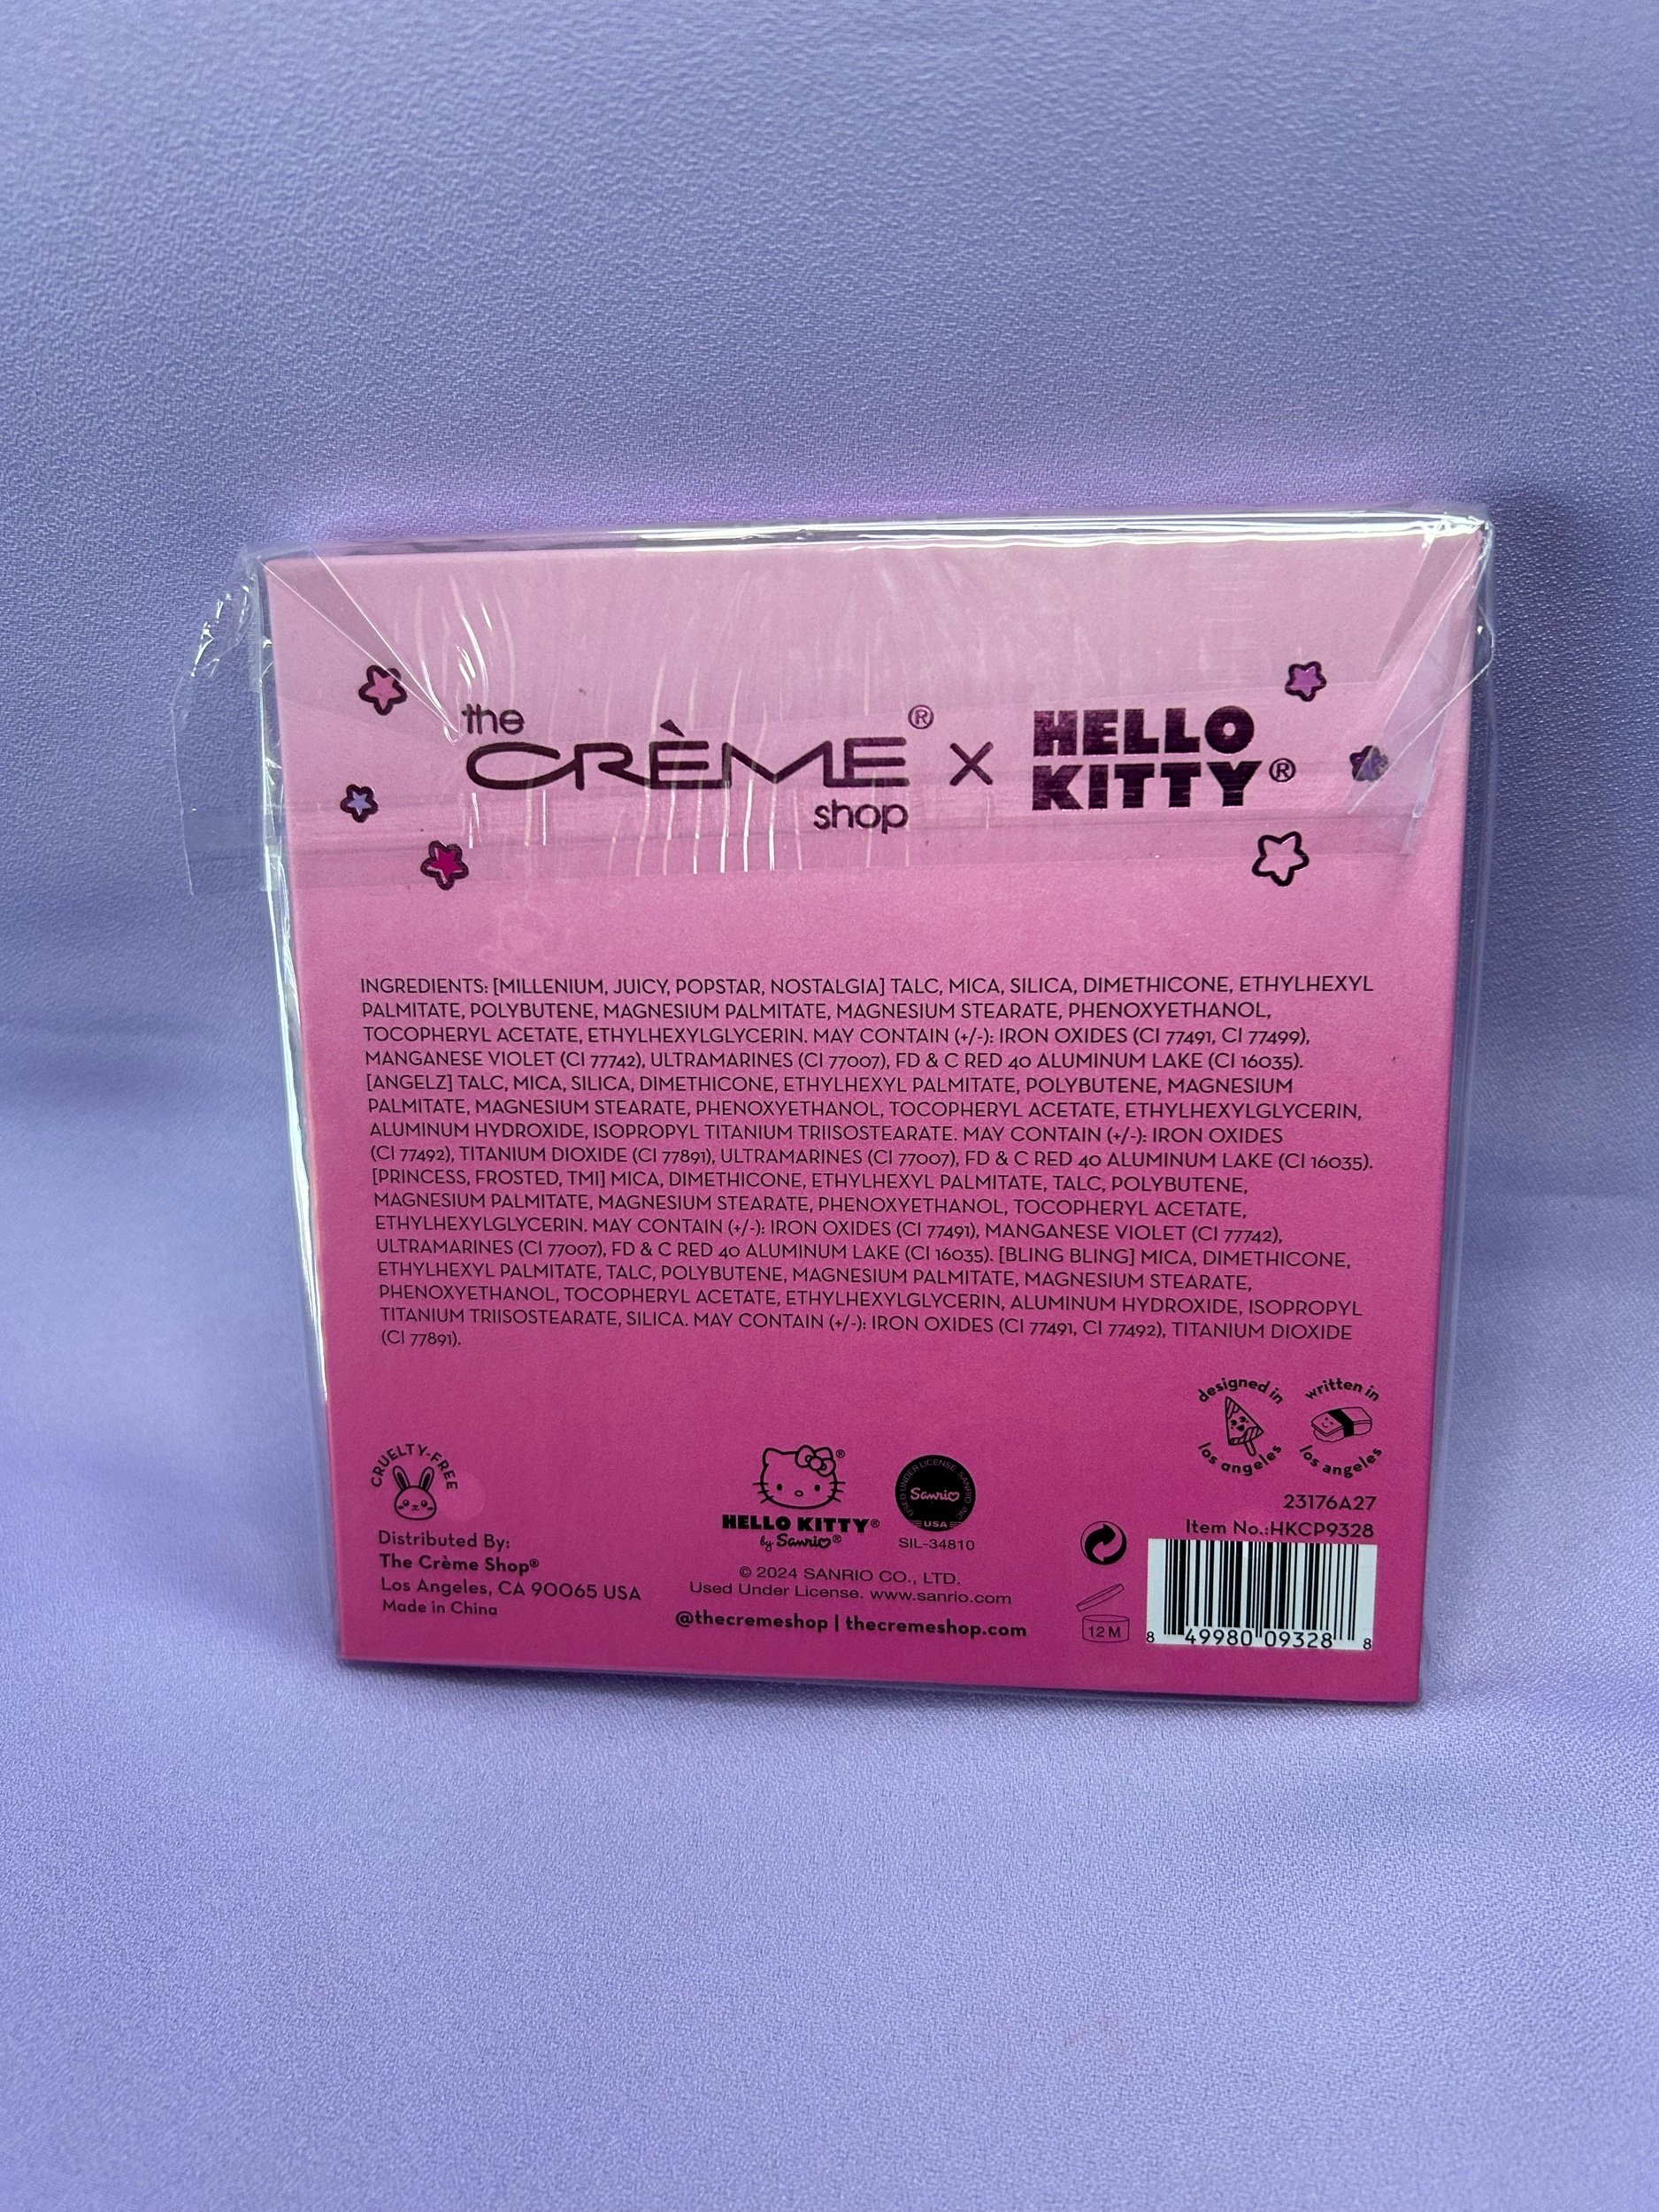 the
CRÈME® x HELLO
shop KITTY®
INGREDIENTS: [MILLENIUM, JUICY, POPSTAR, NOSTALGIA] TALC, MICA, SILICA, DIMETHICONE, ETHYLHEXYL
PALMITATE, POLYBUTENE, MAGNESIUM PALMITATE, MAGNESIUM STEARATE, PHENOXYETHANOL,
TOCOPHERYL ACETATE, ETHYLHEXYLGLYCERIN. MAY CONTAIN (+/-): IRON OXIDES (CI 77491, CI 77499),
MANGANESE VIOLET (CI 77742), ULTRAMARINES (CI 77007), FD & C RED 40 ALUMINUM LAKE (CI 16035).
[ANGELZ] TALC, MICA, SILICA, DIMETHICONE, ETHYLHEXYL PALMITATE, POLYBUTENE, MAGNESIUM
PALMITATE, MAGNESIUM STEARATE, PHENOXYETHANOL, TOCOPHERYL ACETATE, ETHYLHEXYLGLYCERIN,
ALUMINUM HYDROXIDE, ISOPROPYL TITANIUM TRIISOSTEARATE. MAY CONTAIN (+/-): IRON OXIDES
(CI 77492), TITANIUM DIOXIDE (CI 77891), ULTRAMARINES (CI 77007), FD & C RED 40 ALUMINUM LAKE (CI 16035).
[PRINCESS, FROSTED, TMI] MICA, DIMETHICONE, ETHYLHEXYL PALMITATE, TALC, POLYBUTENE,
MAGNESIUM PALMITATE, MAGNESIUM STEARATE, PHENOXYETHANOL, TOCOPHERYL ACETATE,
ETHYLHEXYLGLYCERIN. MAY CONTAIN (+/-): IRON OXIDES (CI 77491), MANGANESE VIOLET (CI 77742),
ULTRAMARINES (CI 77007), FD & C RED 40 ALUMINUM LAKE (CI 16035). [BLING BLING] MICA, DIMETHICONE,
ETHYLHEXYL PALMITATE, TALC, POLYBUTENE, MAGNESIUM PALMITATE, MAGNESIUM STEARATE,
PHENOXYETHANOL, TOCOPHERYL ACETATE, ETHYLHEXYLGLYCERIN, ALUMINUM HYDROXIDE, ISOPROPYL
TITANIUM TRIISOSTEARATE, SILICA. MAY CONTAIN (+/-): IRON OXIDES (CI 77491, CI 77492), TITANIUM DIOXIDE
(CI 77891).
designed in
los angeles
written in
los angeles
CRUELTY-FREE
Distributed By:
The Crème Shop®
Los Angeles, CA 90065 USA
Made in China
®
HELLO KITTY®
by Sanrio®
USED UNDER LICENSE SANRIO, INC.
Sanrio
USA
SIL-34810
© 2024 SANRIO CO., LTD.
Used Under License. www.sanrio.com
@thecremeshop | thecremeshop.com
12 M
23176A27
Item No.:HKCP9328
8 49980 09328 8